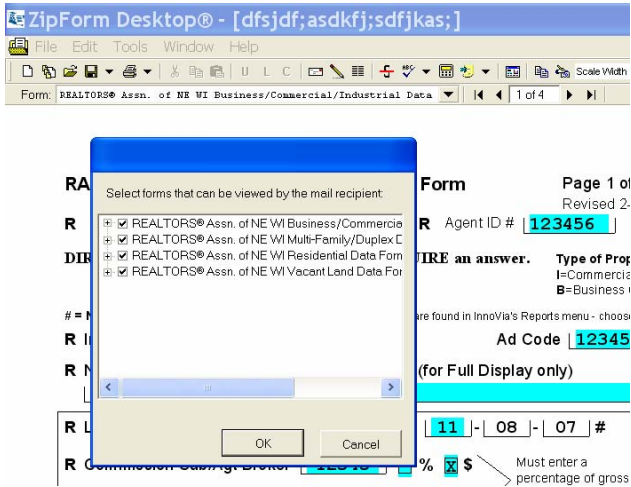 ZipForm Desktop® - [dfsjdf;asdkfj;sdfjkas;]
File Edit Tools Window Help
U L C ABC Scale Width
Form: REALTORS® Assn. of NE WI Business/Commercial/Industrial Data 1 of 4
RA Form Page 1 of
Revised 2-
Select forms that can be viewed by the mail recipient:
R R Agent ID # 123456
REALTORS® Assn. of NE WI Business/Commercia
REALTORS® Assn. of NE WI Multi-Family/Duplex D
REALTORS® Assn. of NE WI Residential Data Form
REALTORS® Assn. of NE WI Vacant Land Data For
DIR IRE an answer. Type of Prop
I=Commercia
B=Business
# = are found in InnoVia's Reports menu - choose
R Ad Code 12345
R (for Full Display only)
R L 11 - 08 - 07 #
OK Cancel
R Broker 12345 % X $ Must enter a
percentage of gross